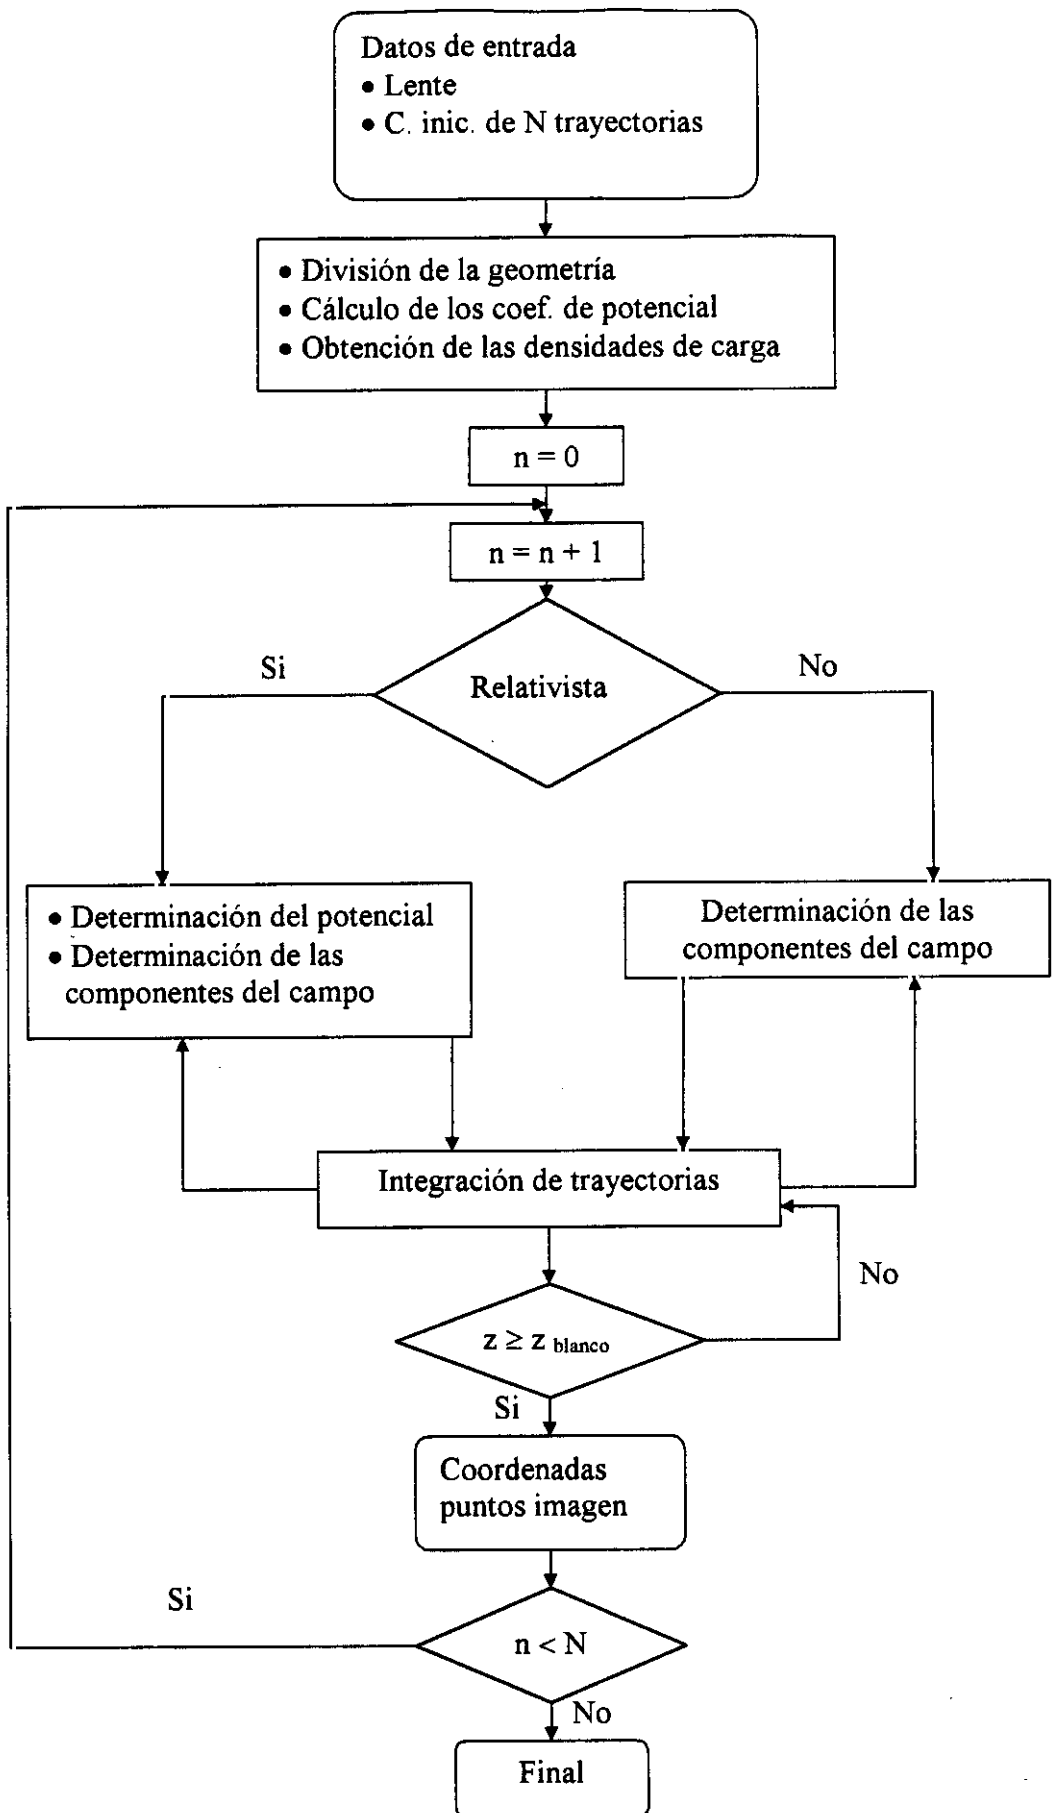 Datos de entrada
• Lente
• C. inic. de N trayectorias
• División de la geometría
• Cálculo de los coef. de potencial
• Obtención de las densidades de carga
n = 0
n = n + 1
Si
Relativista
No
• Determinación del potencial
• Determinación de las
componentes del campo
Determinación de las
componentes del campo
Integración de trayectorias
No
z ≥ z blanco
Si
Coordenadas
puntos imagen
Si
n < N
No
Final